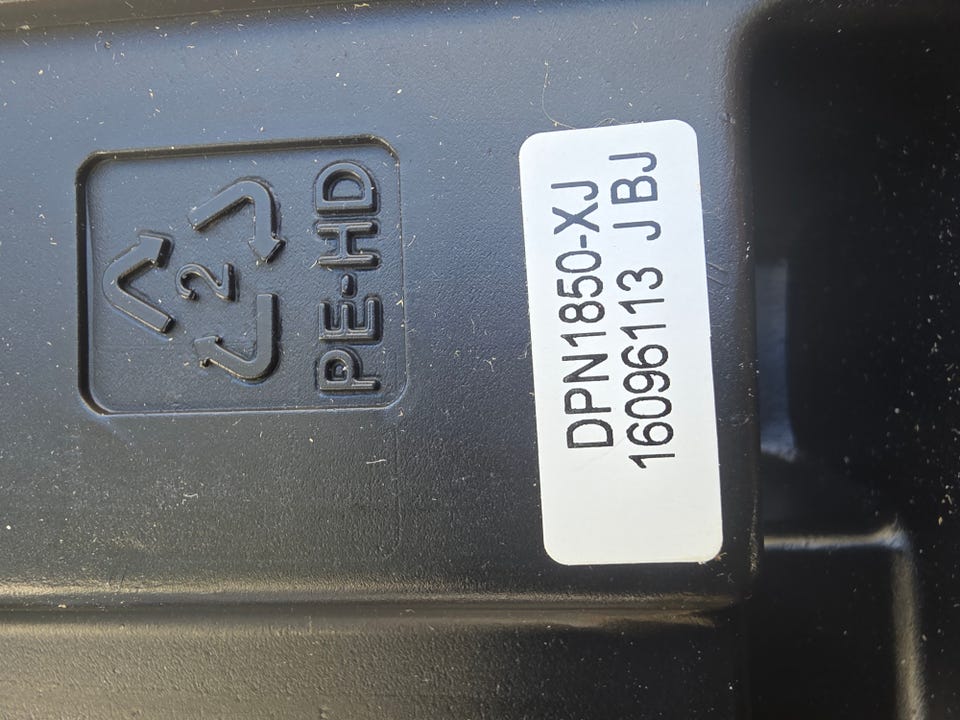 2
PE-HD
DPN1850-XJ
16096113 J BJ